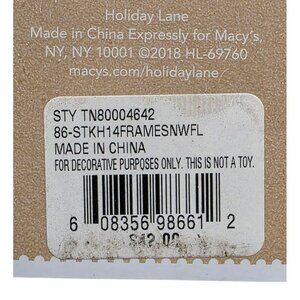 Holiday Lane
Made in China Expressly for Macy's,
NY, NY 10001 ©2018 HL-69760
macys.com/holidaylane
STY TN80004642
86-STKH14FRAMESNWFL
MADE IN CHINA
FOR DECORATIVE PURPOSES ONLY. THIS IS NOT A TOY.
6 08356 98661 2